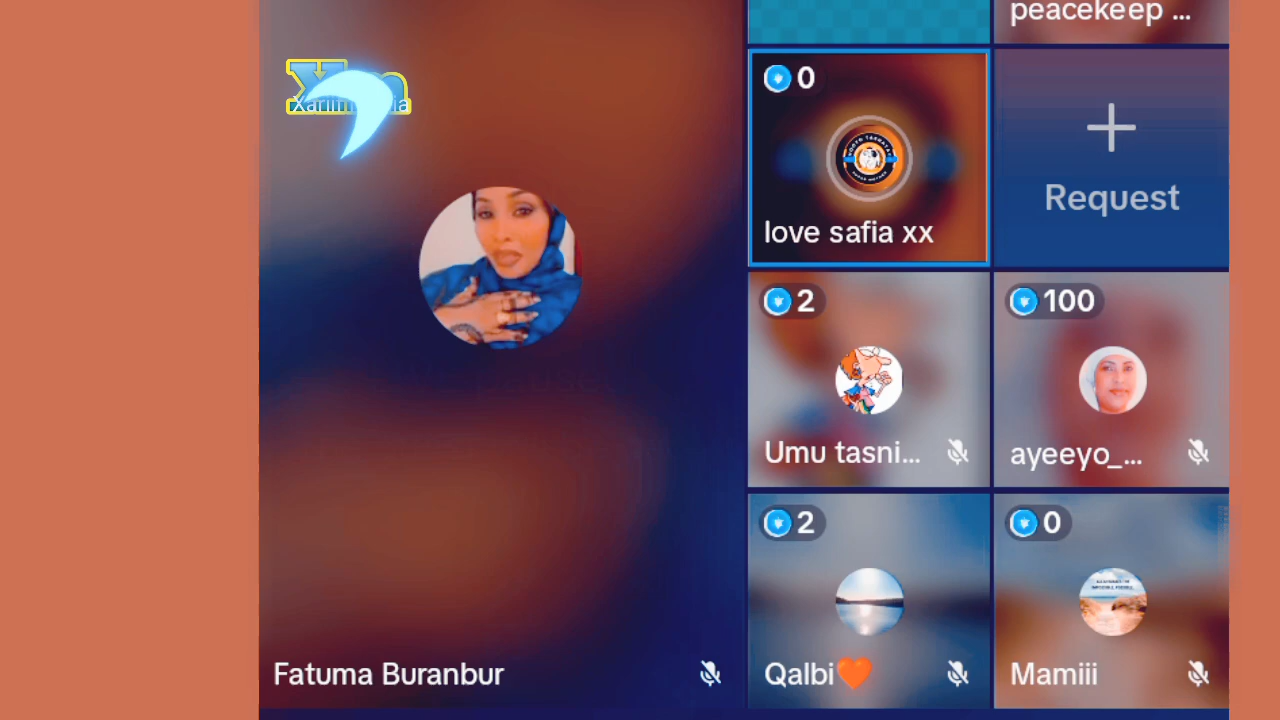 peacekeep ...
0
love safia xx
Request
2
Umu tasni...
100
ayeeyo_...
Fatuma Buranbur
2
Qalbi🧡
0
Mamiii